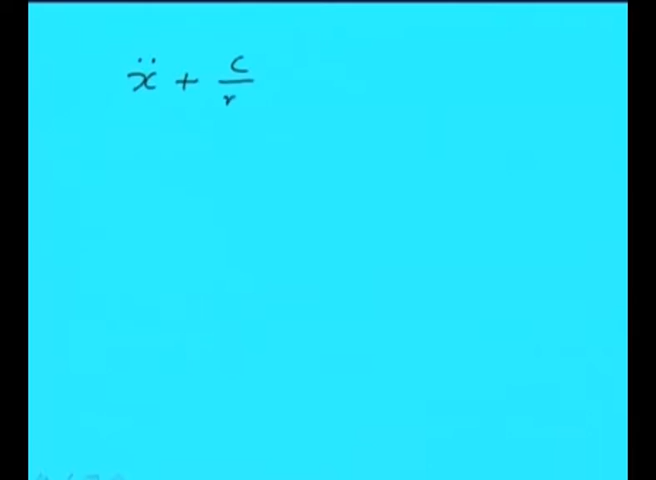 ẍ + c/r